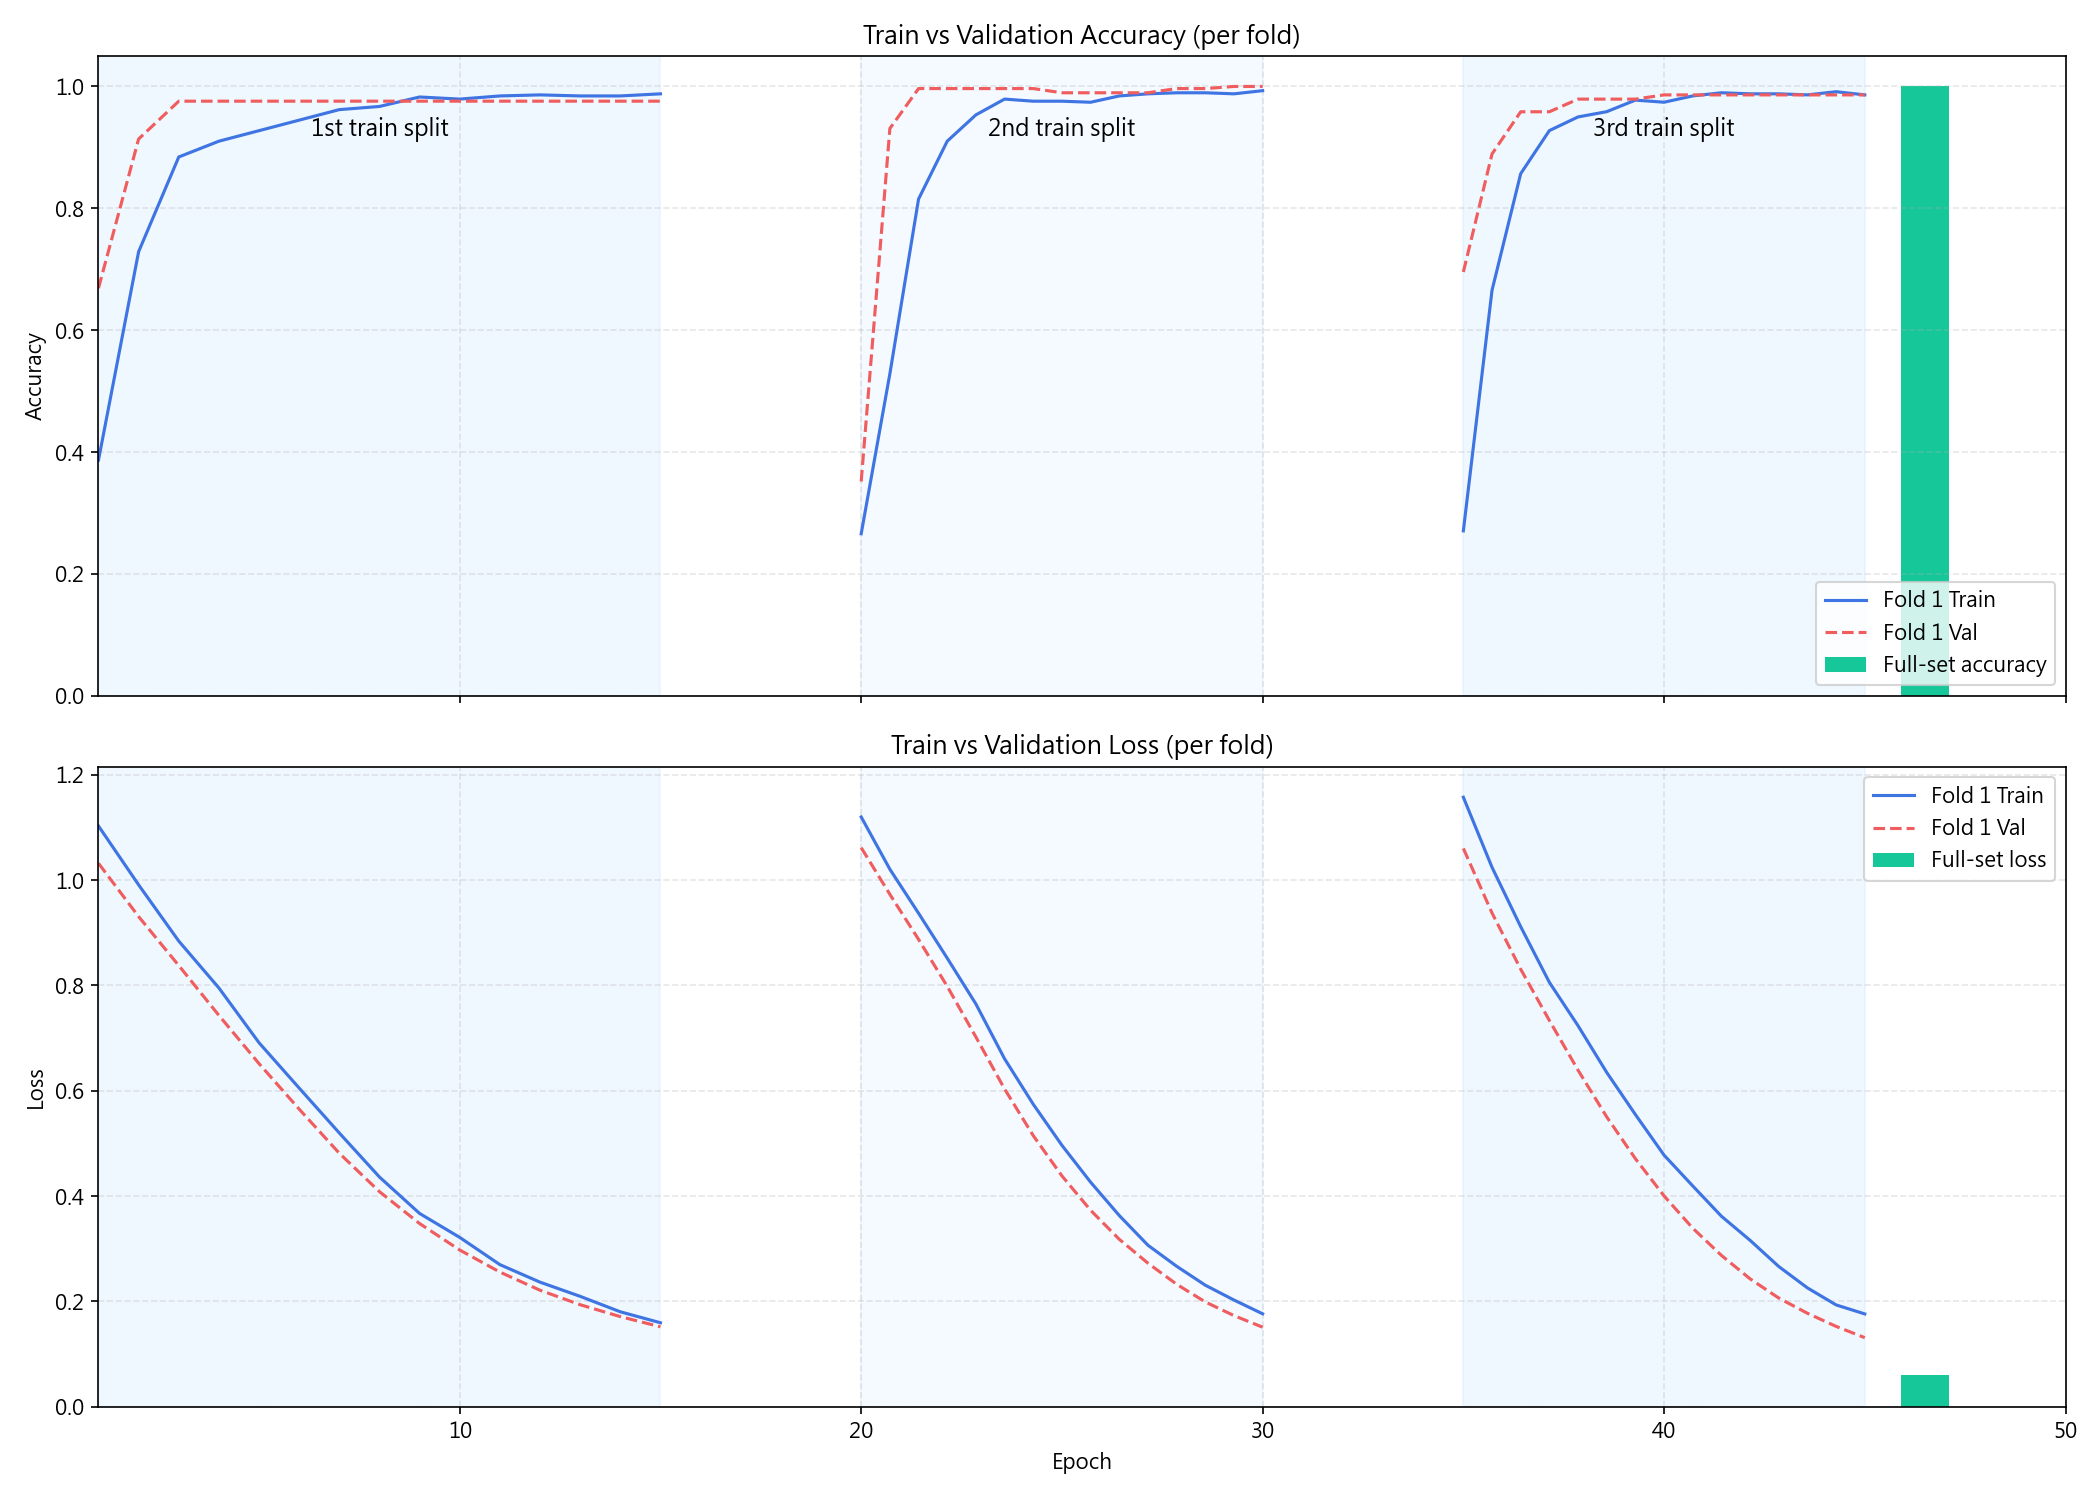 Train vs Validation Accuracy (per fold)
1.0
0.8
0.6
0.4
0.2
0.0
Accuracy
1st train split
2nd train split
3rd train split
Fold 1 Train
Fold 1 Val
Full-set accuracy
Train vs Validation Loss (per fold)
1.2
1.0
0.8
0.6
0.4
0.2
0.0
Loss
Fold 1 Train
Fold 1 Val
Full-set loss
10
20
30
40
50
Epoch